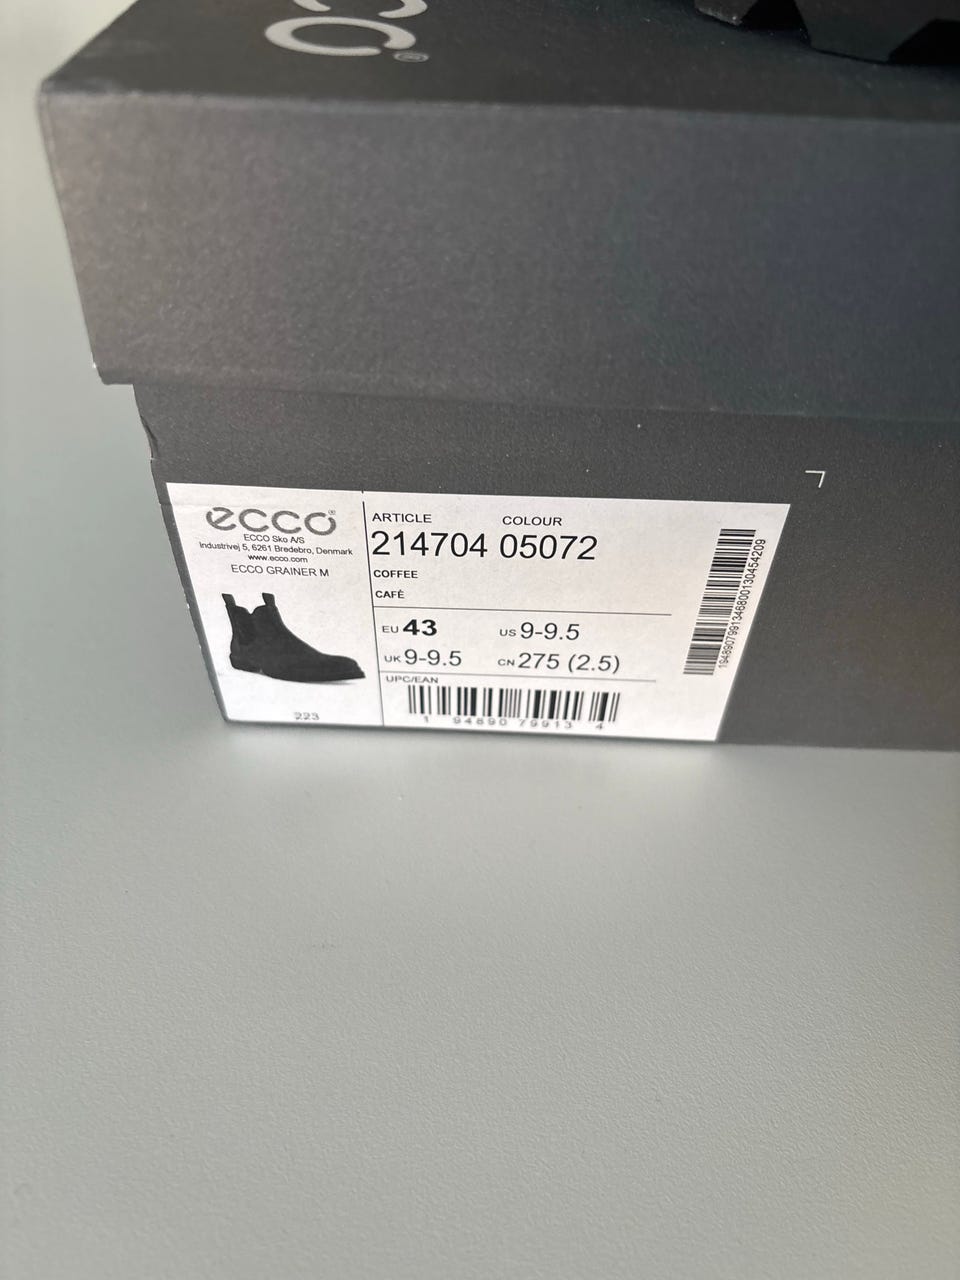 ecco®
ECCO Sko A/S
Industrivej 5, 6261 Bredebro, Denmark
www.ecco.com
ECCO GRAINER M
223
ARTICLE COLOUR
214704 05072
COFFEE
CAFÉ
EU 43 US 9-9.5
UK 9-9.5 CN 275 (2.5)
UPC/EAN
1 94890 79913 4